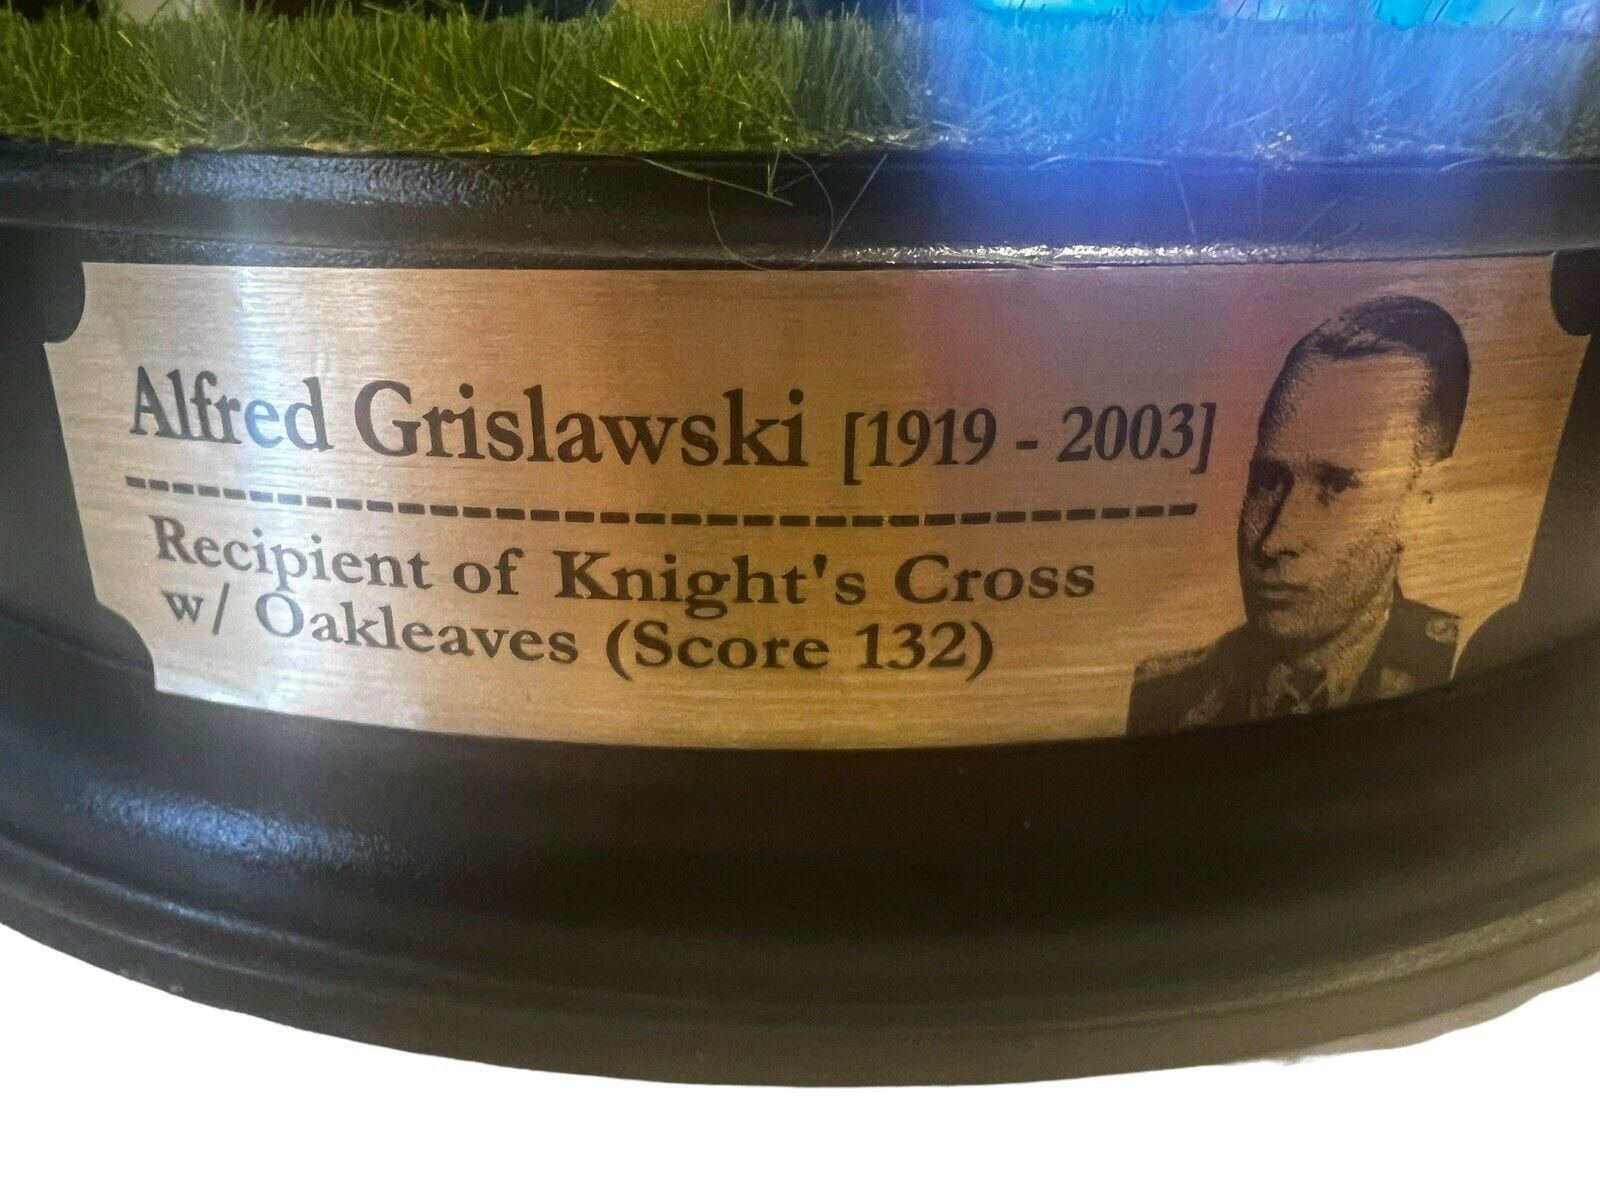 Alfred Grislawski [1919 - 2003]
Recipient of Knight's Cross
w/ Oakleaves (Score 132)